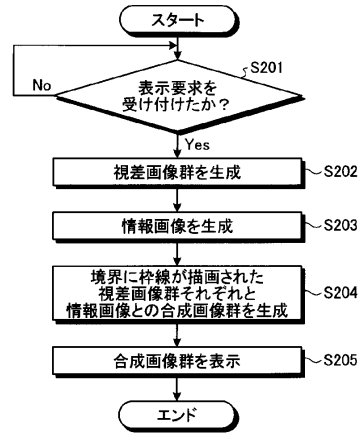 スタート
S201
表示要求を
受け付けたか？
No
Yes
視差画像群を生成
S202
情報画像を生成
S203
境界に枠線が描画された
視差画像群それぞれと
情報画像との合成画像群を生成
S204
合成画像群を表示
S205
エンド